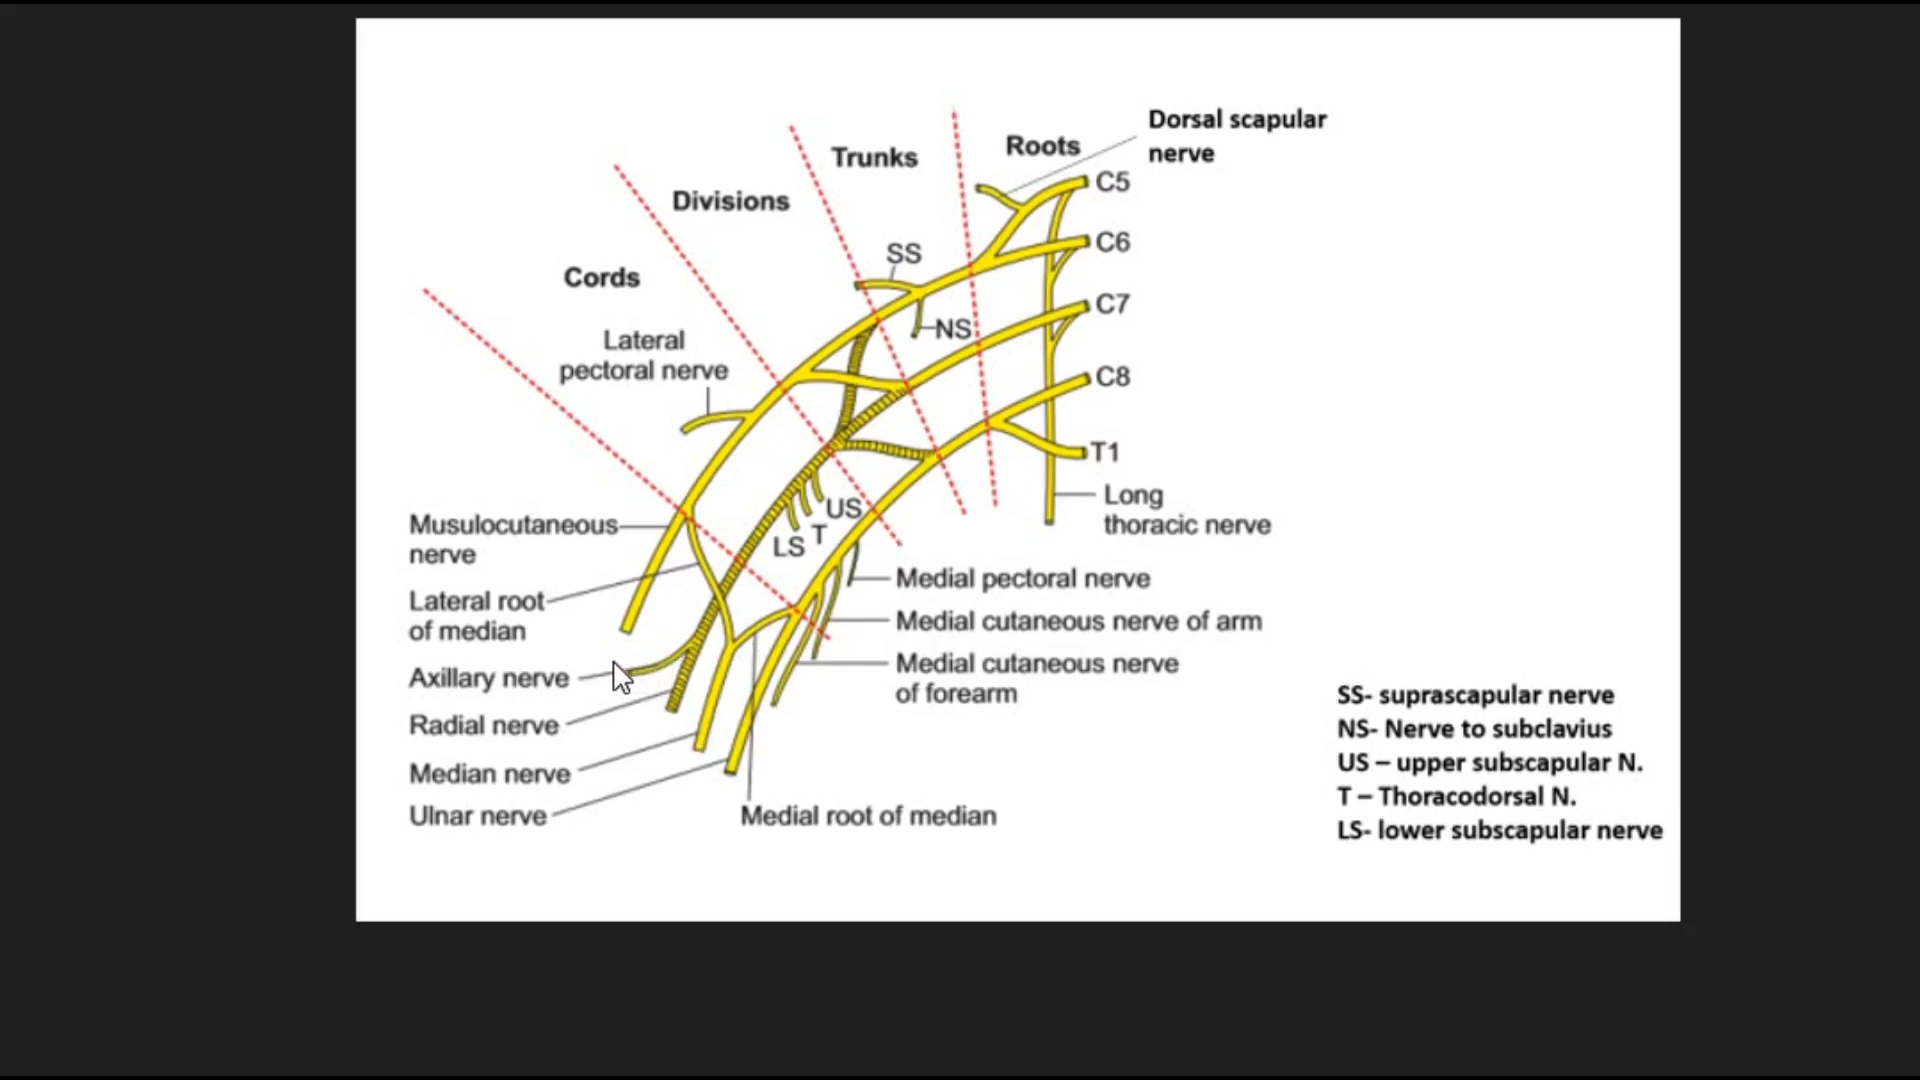 Dorsal scapular
nerve
Roots
Trunks
Divisions
Cords
C5
C6
C7
C8
T1
SS
NS
Lateral
pectoral nerve
US
T
LS
Long
thoracic nerve
Musulocutaneous
nerve
Lateral root
of median
Axillary nerve
Radial nerve
Median nerve
Ulnar nerve
Medial pectoral nerve
Medial cutaneous nerve of arm
Medial cutaneous nerve
of forearm
Medial root of median
SS- suprascapular nerve
NS- Nerve to subclavius
US – upper subscapular N.
T – Thoracodorsal N.
LS- lower subscapular nerve